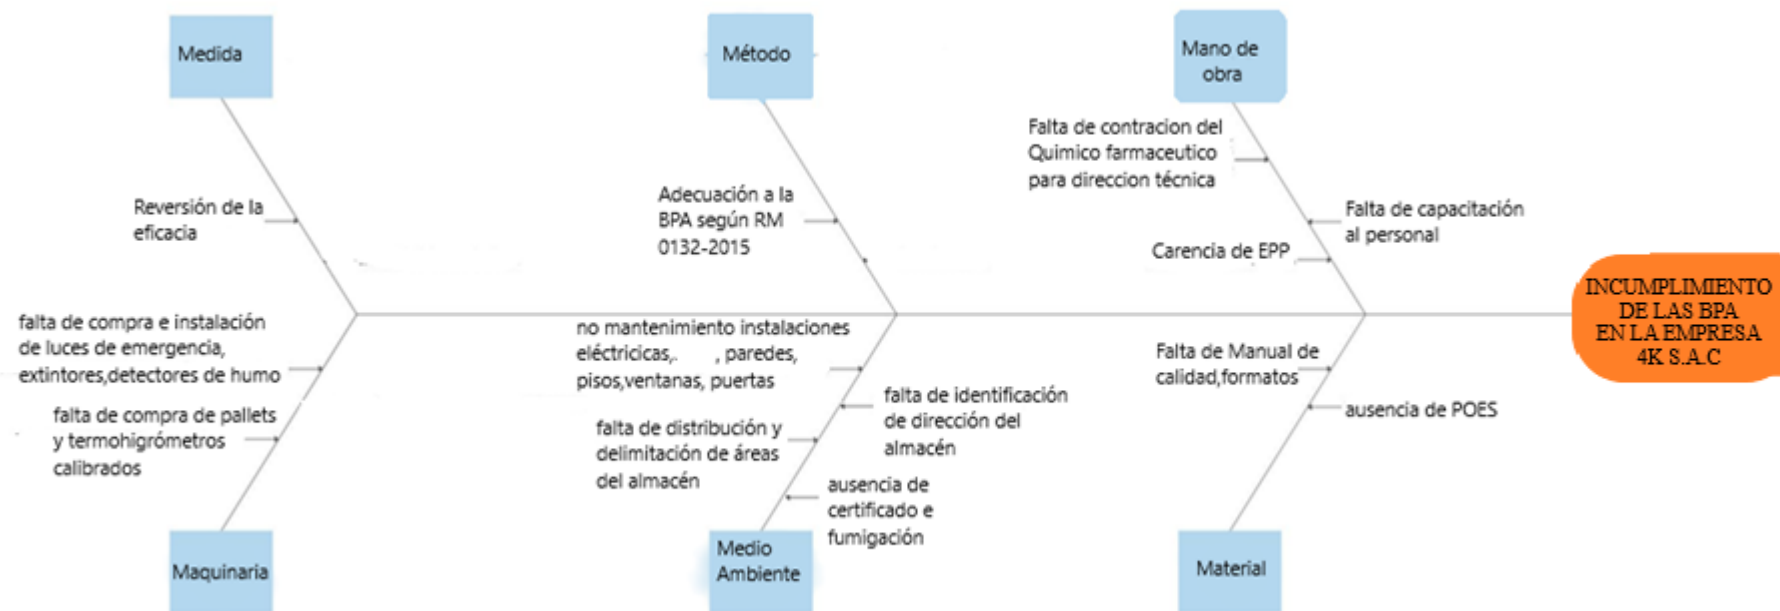 Medida
Método
Mano de
obra
Falta de contracion del
Quimico farmaceutico
para direccion técnica
Reversión de la
eficacia
Adecuación a la
BPA según RM
0132-2015
Falta de capacitación
al personal
Carencia de EPP
INCUMPLIMIENTO
DE LAS BPA
EN LA EMPRESA
4K S.A.C
falta de compra e instalación
de luces de emergencia,
extintores,detectores de humo
falta de compra de pallets
y termohigrómetros
calibrados
no mantenimiento instalaciones
eléctricicas,. , paredes,
pisos,ventanas, puertas
falta de identificación
de dirección del
almacén
falta de distribución y
delimitación de áreas
del almacén
ausencia de
certificado e
fumigación
Falta de Manual de
calidad,formatos
ausencia de POES
Maquinaria
Medio
Ambiente
Material